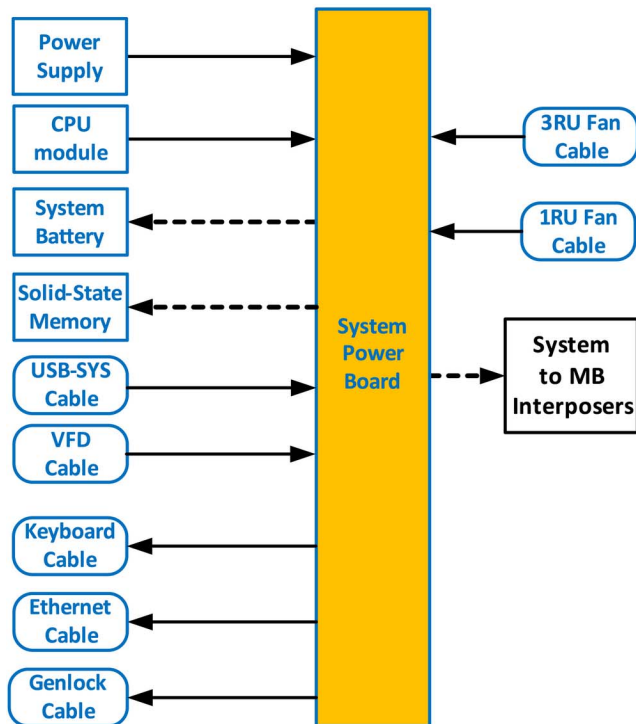 Power
Supply
CPU
module
System
Battery
Solid-State
Memory
USB-SYS
Cable
VFD
Cable
Keyboard
Cable
Ethernet
Cable
Genlock
Cable
System
Power
Board
3RU Fan
Cable
1RU Fan
Cable
System
to MB
Interposers